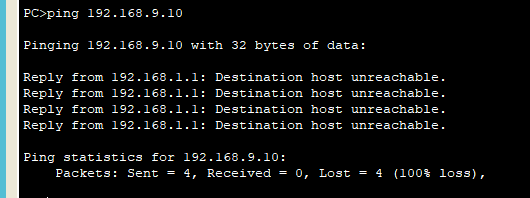 PC>ping 192.168.9.10
Pinging 192.168.9.10 with 32 bytes of data:
Reply from 192.168.1.1: Destination host unreachable.
Reply from 192.168.1.1: Destination host unreachable.
Reply from 192.168.1.1: Destination host unreachable.
Reply from 192.168.1.1: Destination host unreachable.
Ping statistics for 192.168.9.10:
Packets: Sent = 4, Received = 0, Lost = 4 (100% loss),